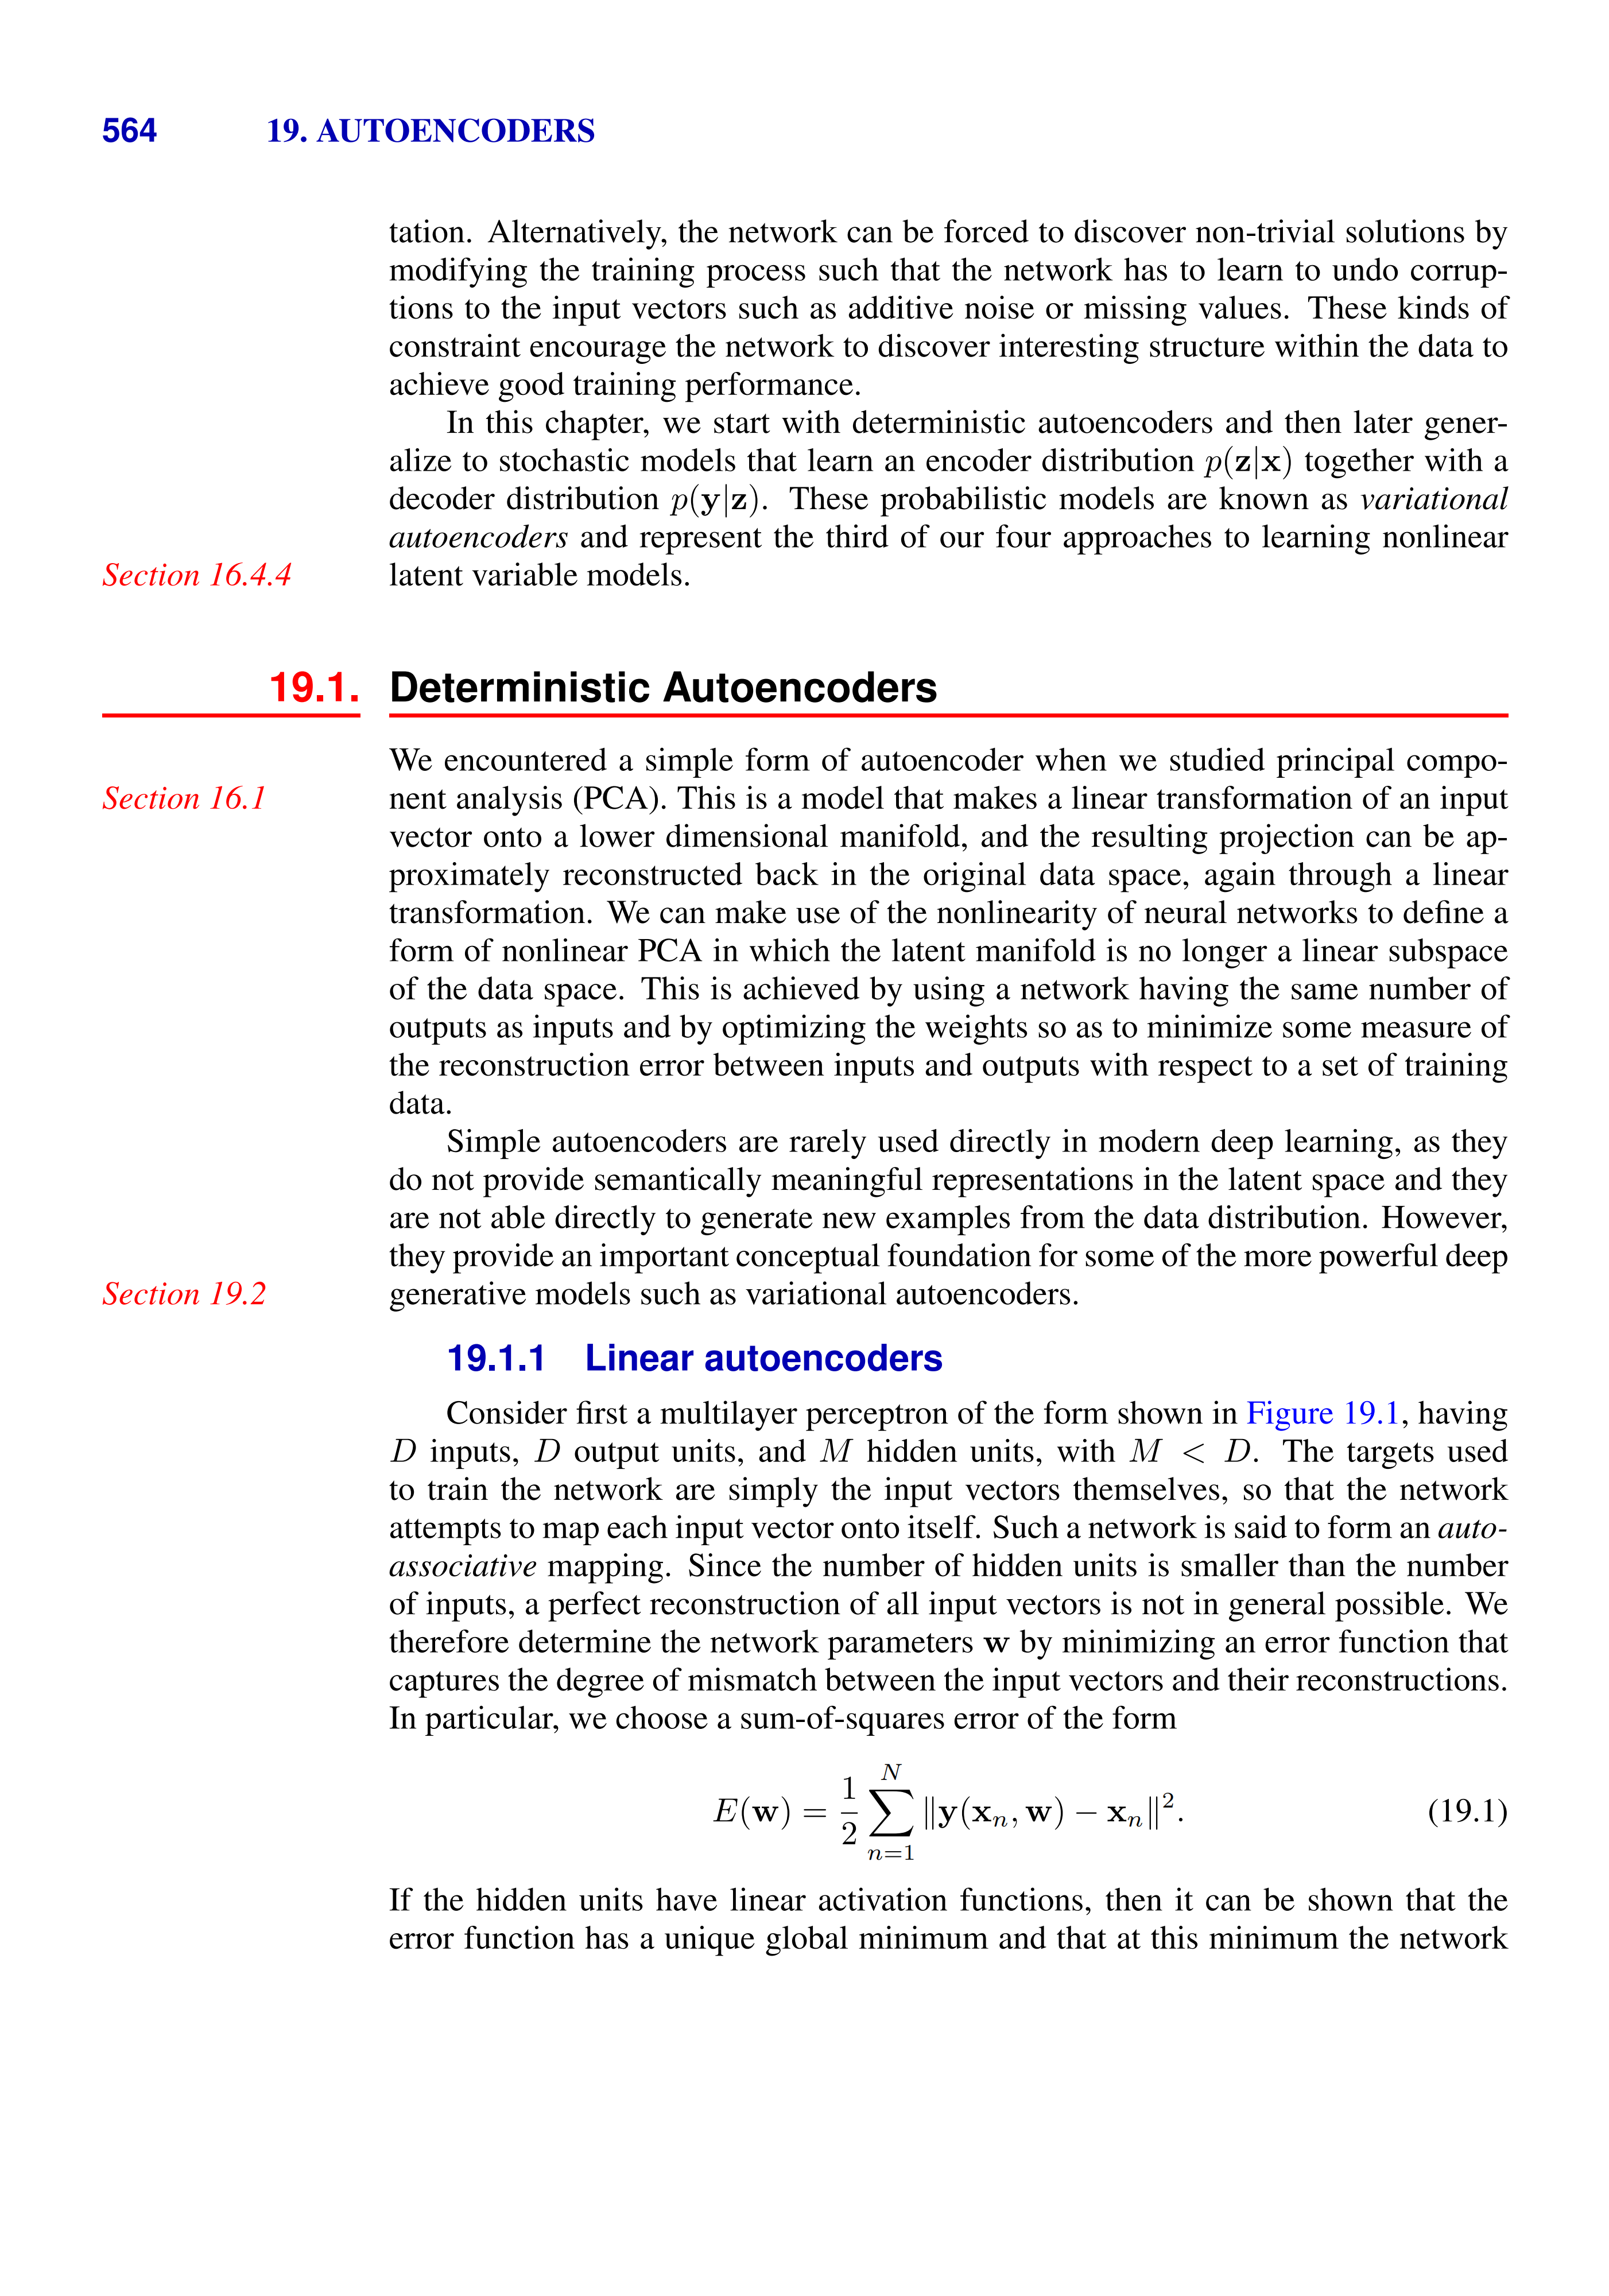 564 19. AUTOENCODERS
tation. Alternatively, the network can be forced to discover non-trivial solutions by
modifying the training process such that the network has to learn to undo corrup-
tions to the input vectors such as additive noise or missing values. These kinds of
constraint encourage the network to discover interesting structure within the data to
achieve good training performance.
In this chapter, we start with deterministic autoencoders and then later gener-
alize to stochastic models that learn an encoder distribution p(z|x) together with a
decoder distribution p(y|z). These probabilistic models are known as variational
autoencoders and represent the third of our four approaches to learning nonlinear
Section 16.4.4 latent variable models.
19.1. Deterministic Autoencoders
We encountered a simple form of autoencoder when we studied principal compo-
Section 16.1 nent analysis (PCA). This is a model that makes a linear transformation of an input
vector onto a lower dimensional manifold, and the resulting projection can be ap-
proximately reconstructed back in the original data space, again through a linear
transformation. We can make use of the nonlinearity of neural networks to define a
form of nonlinear PCA in which the latent manifold is no longer a linear subspace
of the data space. This is achieved by using a network having the same number of
outputs as inputs and by optimizing the weights so as to minimize some measure of
the reconstruction error between inputs and outputs with respect to a set of training
data.
Simple autoencoders are rarely used directly in modern deep learning, as they
do not provide semantically meaningful representations in the latent space and they
are not able directly to generate new examples from the data distribution. However,
they provide an important conceptual foundation for some of the more powerful deep
Section 19.2 generative models such as variational autoencoders.
19.1.1 Linear autoencoders
Consider first a multilayer perceptron of the form shown in Figure 19.1, having
D inputs, D output units, and M hidden units, with M < D. The targets used
to train the network are simply the input vectors themselves, so that the network
attempts to map each input vector onto itself. Such a network is said to form an auto-
associative mapping. Since the number of hidden units is smaller than the number
of inputs, a perfect reconstruction of all input vectors is not in general possible. We
therefore determine the network parameters w by minimizing an error function that
captures the degree of mismatch between the input vectors and their reconstructions.
In particular, we choose a sum-of-squares error of the form
E(w) = \frac{1}{2} \sum_{n=1}^{N} ‖y(x_n, w) − x_n‖^2. (19.1)
If the hidden units have linear activation functions, then it can be shown that the
error function has a unique global minimum and that at this minimum the network